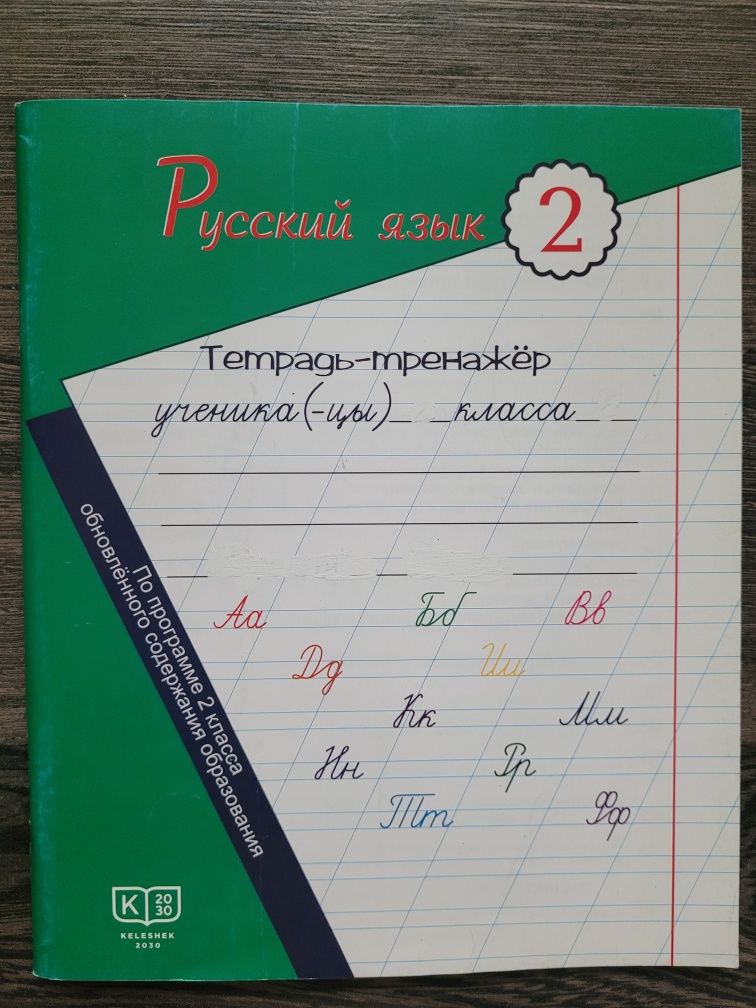 Русский язык 2
Тетрадь-тренажёр
ученика(-цы)_ _класса_ _
По программе 2 класса
обновлённого содержания образования
Аа Бб Вв
Дд Ии
Кк Мм
Нн Рр
Тт Фф
К 20
30
KELESHEK
2030